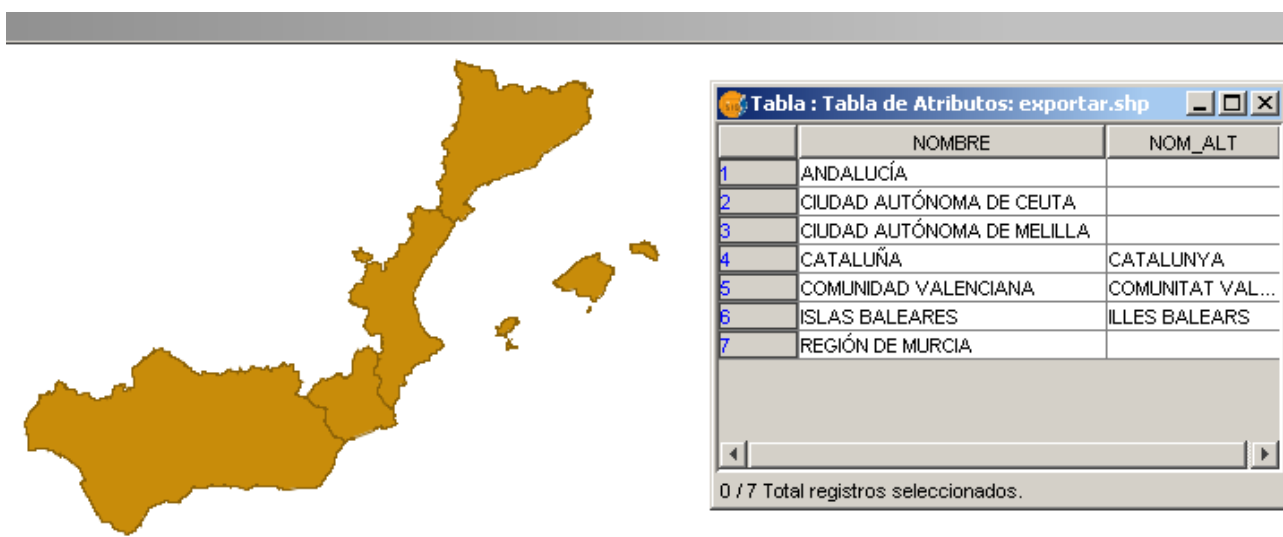 Tabla : Tabla de Atributos: exportar.shp
NOMBRE NOM_ALT
1 ANDALUCÍA
2 CIUDAD AUTÓNOMA DE CEUTA
3 CIUDAD AUTÓNOMA DE MELILLA
4 CATALUÑA CATALUNYA
5 COMUNIDAD VALENCIANA COMUNITAT VAL...
6 ISLAS BALEARES ILLES BALEARS
7 REGIÓN DE MURCIA
0 / 7 Total registros seleccionados.